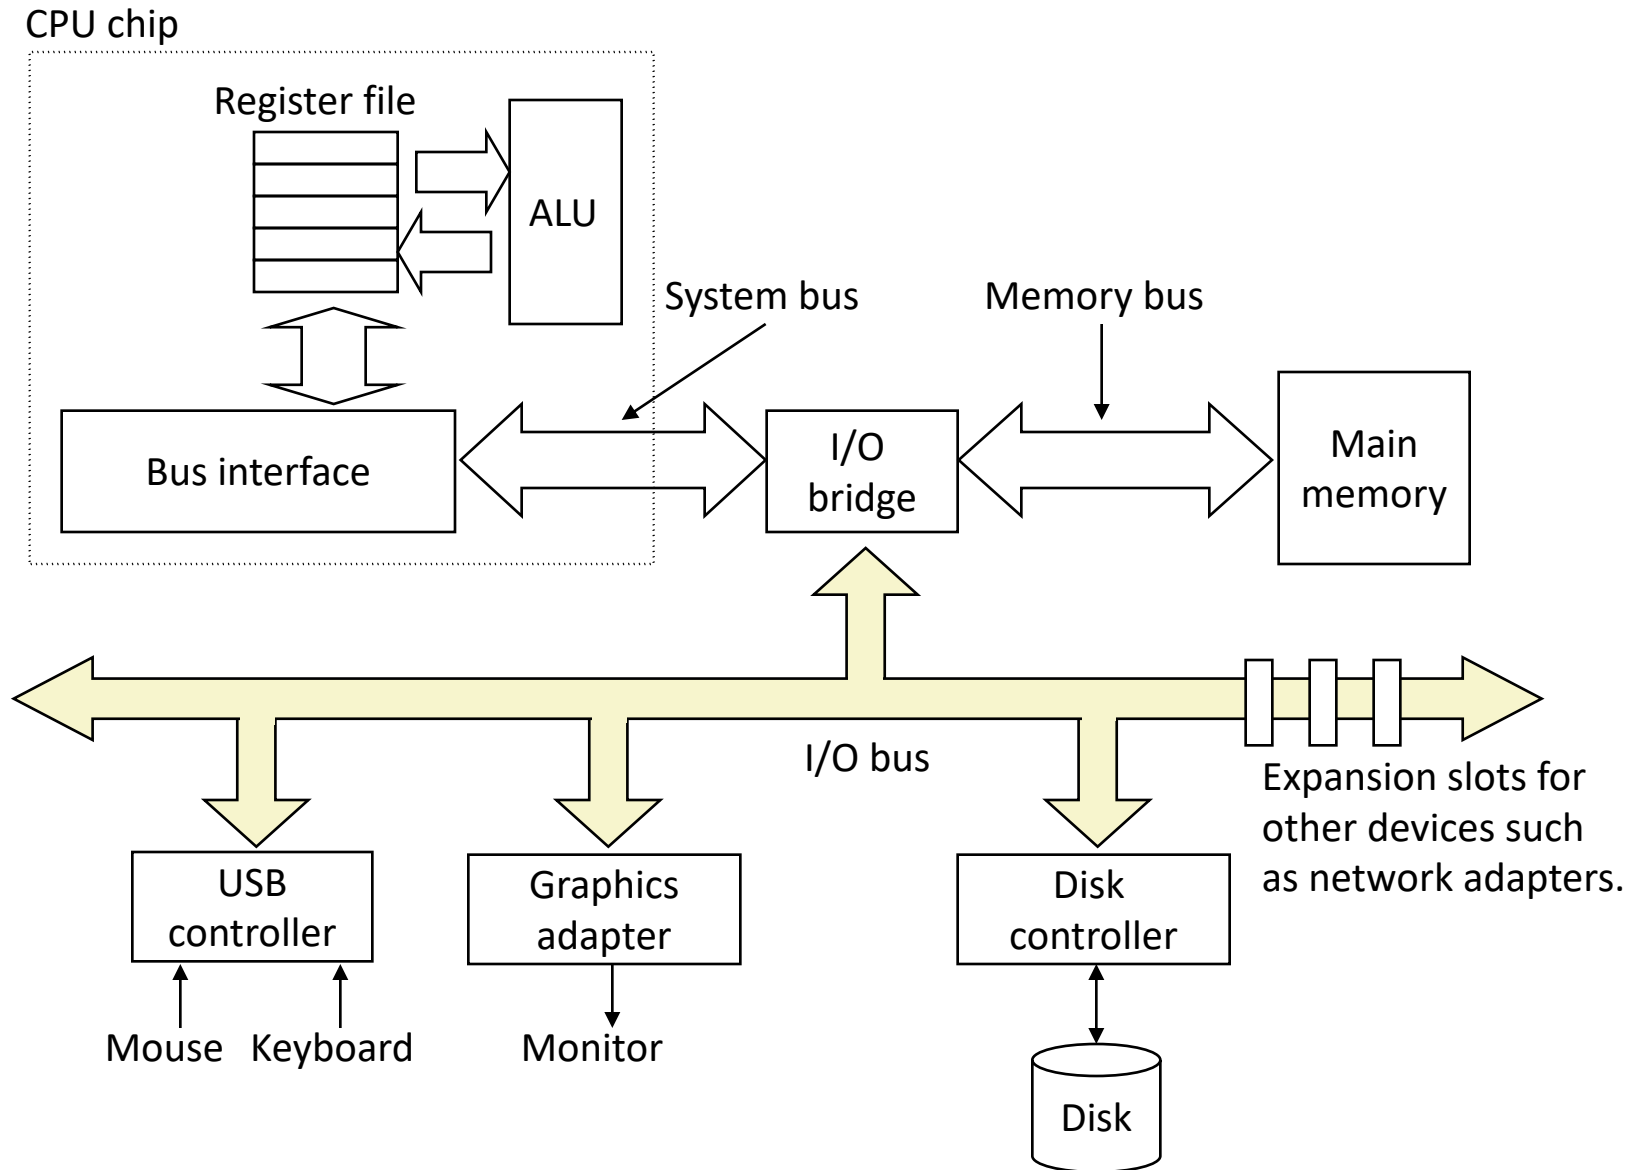 CPU chip
Register file
ALU
System bus
Memory bus
Bus interface
I/O
bridge
Main
memory
I/O bus
Expansion slots for
other devices such
as network adapters.
USB
controller
Graphics
adapter
Disk
controller
Mouse
Keyboard
Monitor
Disk